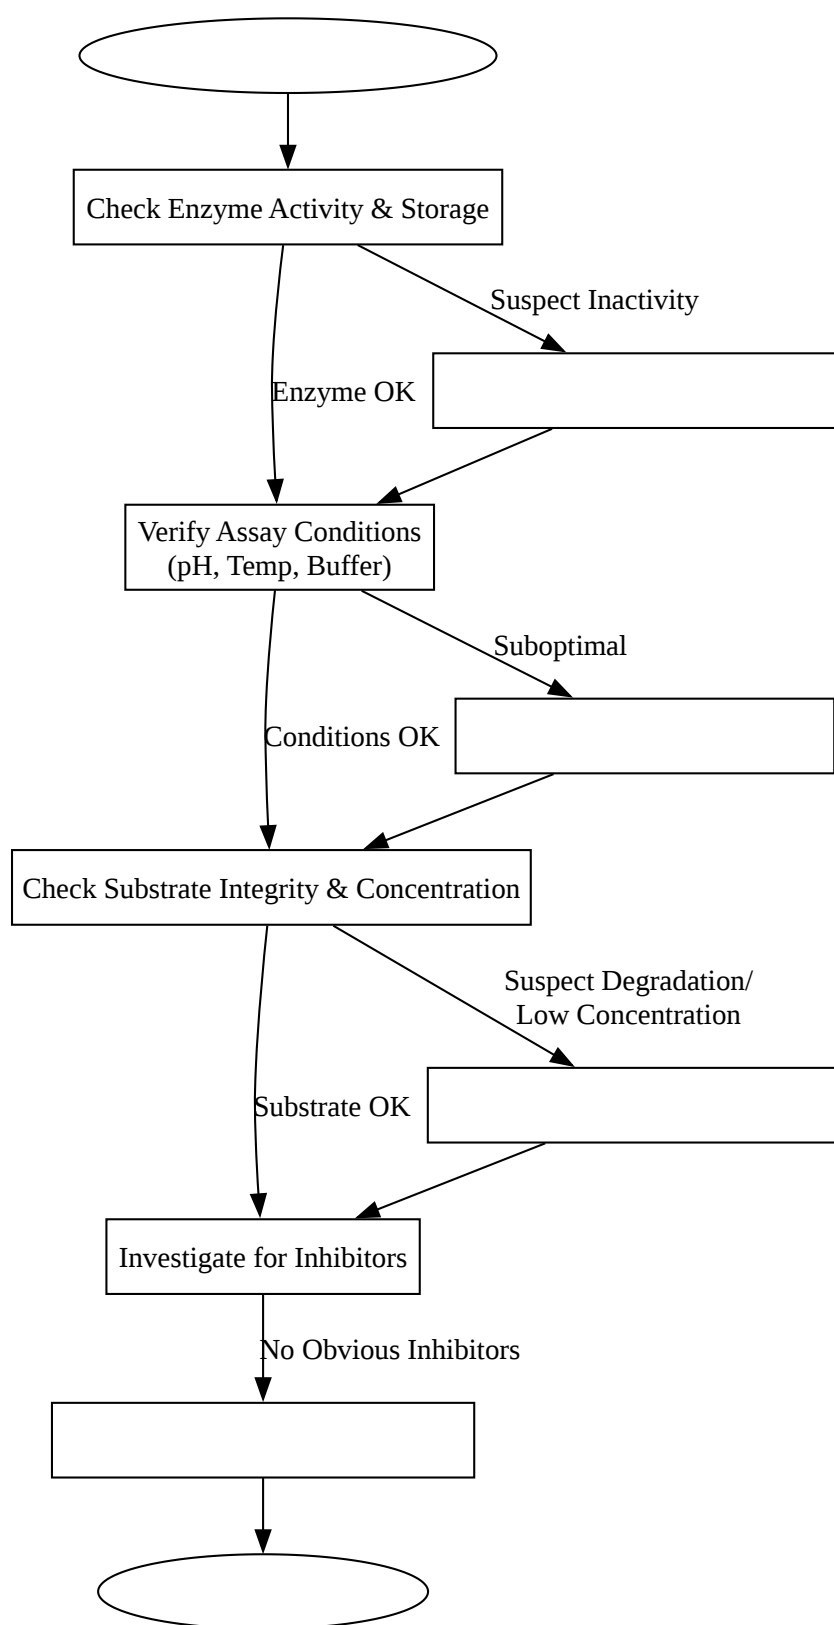 Check Enzyme Activity & Storage
Suspect Inactivity
Enzyme OK
Verify Assay Conditions
(pH, Temp, Buffer)
Suboptimal
Conditions OK
Check Substrate Integrity & Concentration
Suspect Degradation/
Low Concentration
Substrate OK
Investigate for Inhibitors
No Obvious Inhibitors